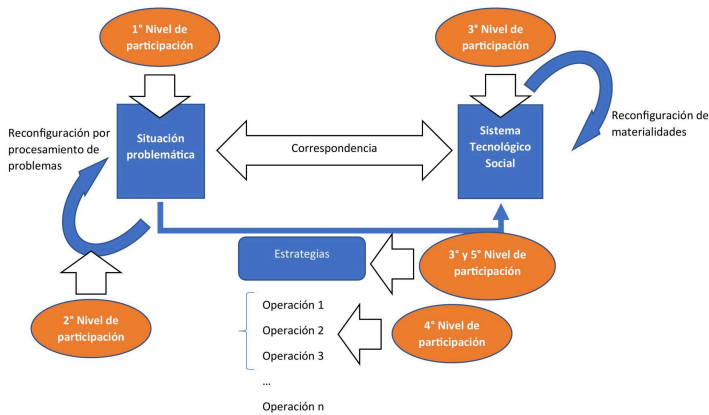 1° Nivel de
participación
3° Nivel de
participación
Reconfiguración por
procesamiento de
problemas
Situación
problemática
Correspondencia
Sistema
Tecnológico
Social
Reconfiguración de
materialidades
Estrategias
3° y 5° Nivel de
participación
2° Nivel de
participación
Operación 1
Operación 2
Operación 3
...
Operación n
4° Nivel de
participación